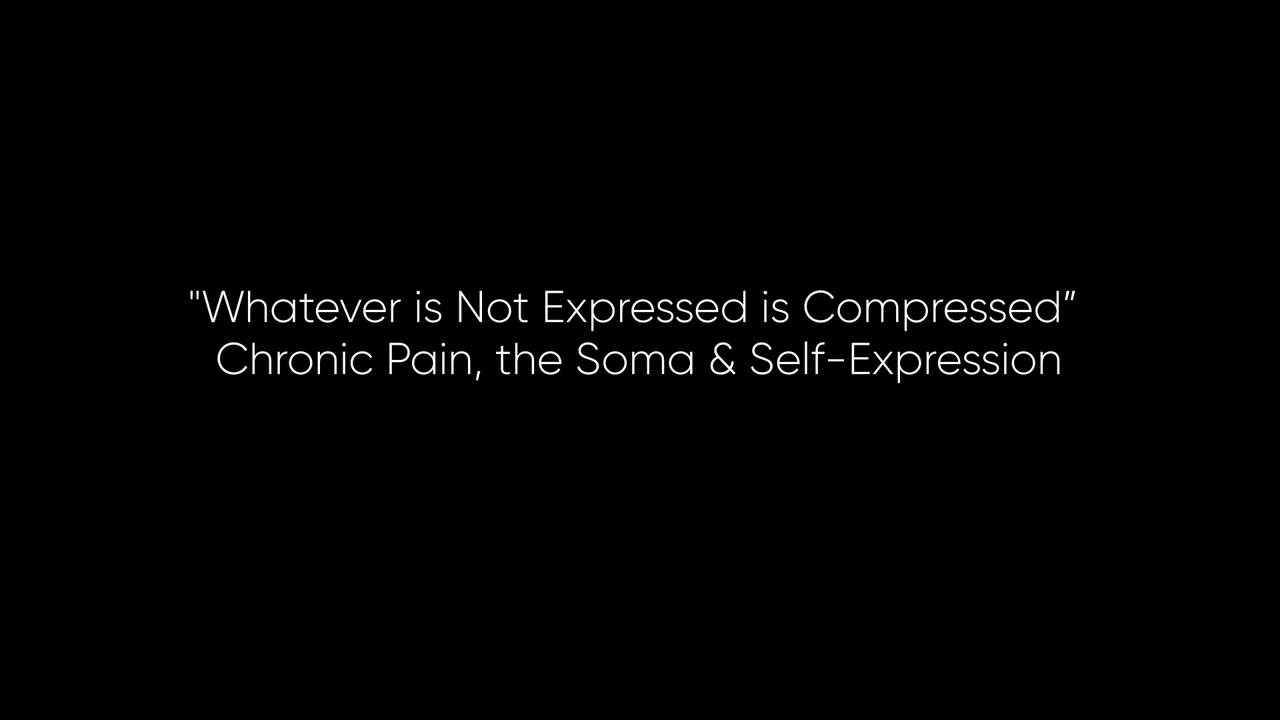 "Whatever is Not Expressed is Compressed”
Chronic Pain, the Soma & Self-Expression